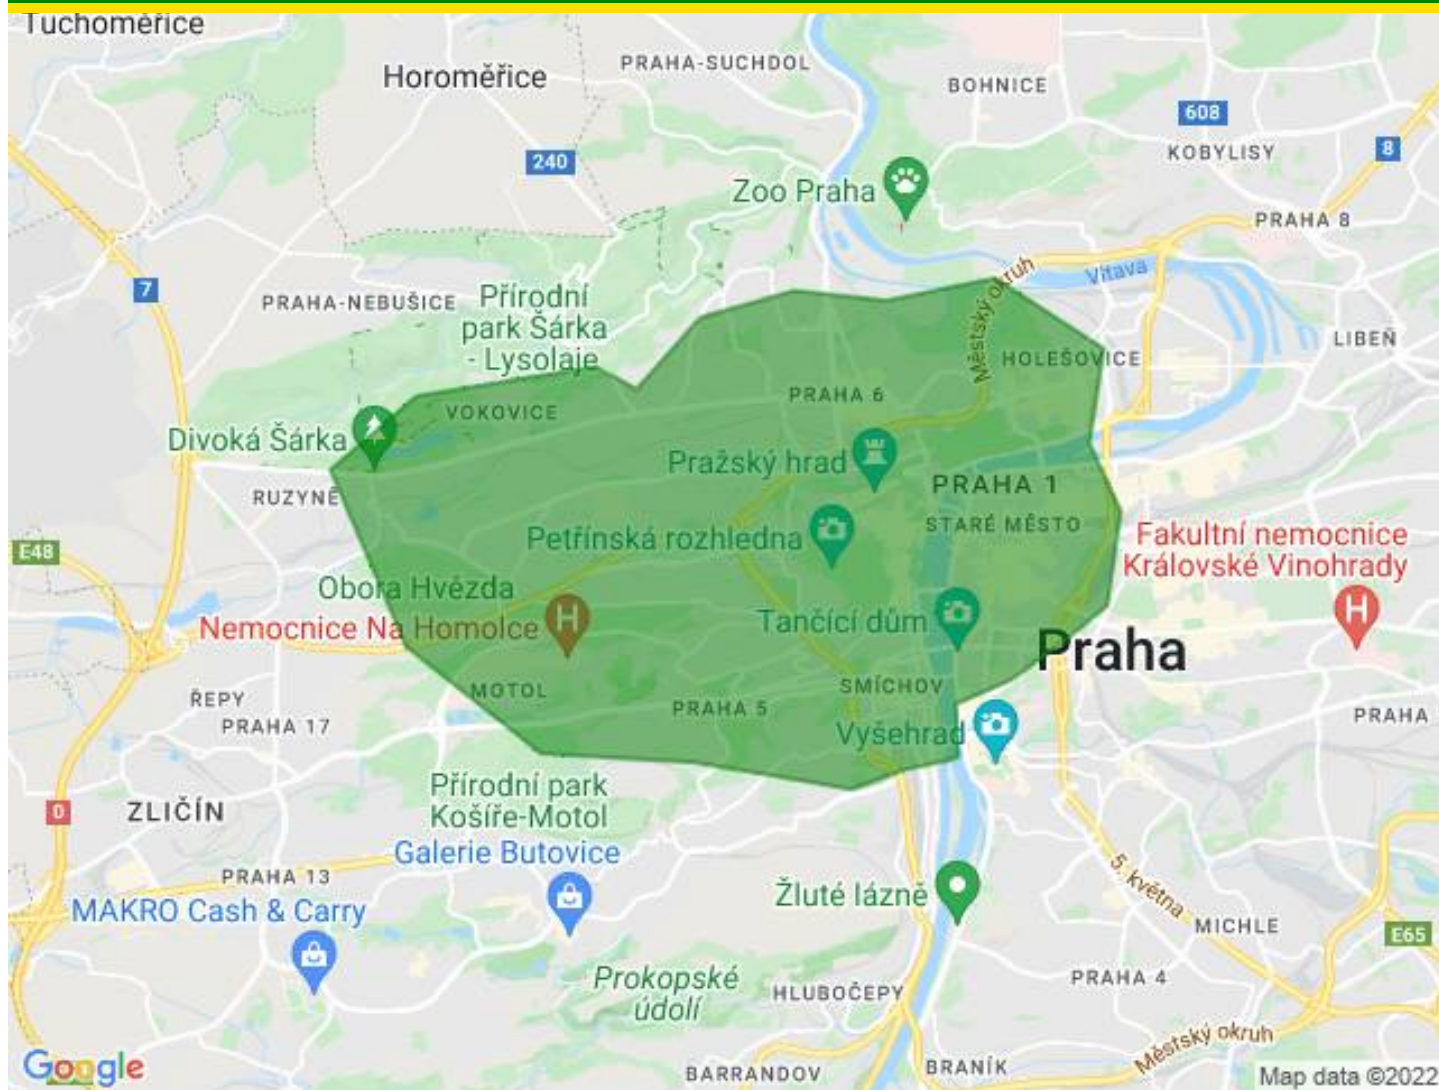 Tuchoměřice
Horoměřice
PRAHA-SUCHDOL
BOHNICE
608
KOBYLISY
8
240
Zoo Praha
PRAHA 8
7
PRAHA-NEBUŠICE
Přírodní
park Šárka
- Lysolaje
Městský okruh
Vltava
LIBEŇ
HOLEŠOVICE
VOKOVICE
PRAHA 6
Divoká Šárka
Pražský hrad
PRAHA 1
RUZYNĚ
STARÉ MĚSTO
Petřínská rozhledna
Fakultní nemocnice
Královské Vinohrady
E48
Obora Hvězda
Nemocnice Na Homolce
Tančící dům
Praha
ŘEPY
MOTOL
SMÍCHOV
PRAHA 5
PRAHA 17
PRAHA
Vyšehrad
Přírodní park
Košíře-Motol
0
ZLIČÍN
Galerie Butovice
PRAHA 13
MAKRO Cash & Carry
Žluté lázně
5. května
MICHLE
E65
Prokopské
údolí
HLUBOČEPY
PRAHA 4
Městský okruh
Google
BARRANDOV
BRANÍK
Map data ©2022